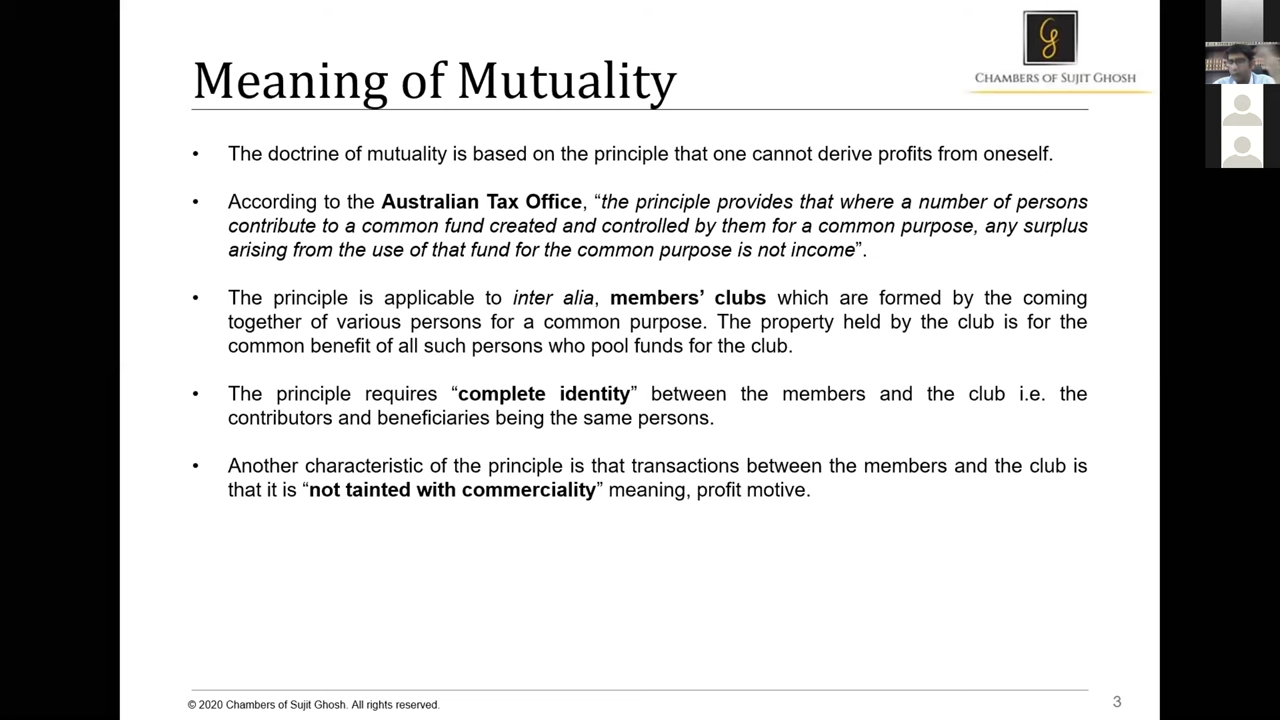 CHAMBERS OF SUJIT GHOSH
Meaning of Mutuality
• The doctrine of mutuality is based on the principle that one cannot derive profits from oneself.
• According to the Australian Tax Office, “the principle provides that where a number of persons
contribute to a common fund created and controlled by them for a common purpose, any surplus
arising from the use of that fund for the common purpose is not income”.
• The principle is applicable to inter alia, members’ clubs which are formed by the coming
together of various persons for a common purpose. The property held by the club is for the
common benefit of all such persons who pool funds for the club.
• The principle requires “complete identity” between the members and the club i.e. the
contributors and beneficiaries being the same persons.
• Another characteristic of the principle is that transactions between the members and the club is
that it is “not tainted with commerciality” meaning, profit motive.
© 2020 Chambers of Sujit Ghosh. All rights reserved.
3